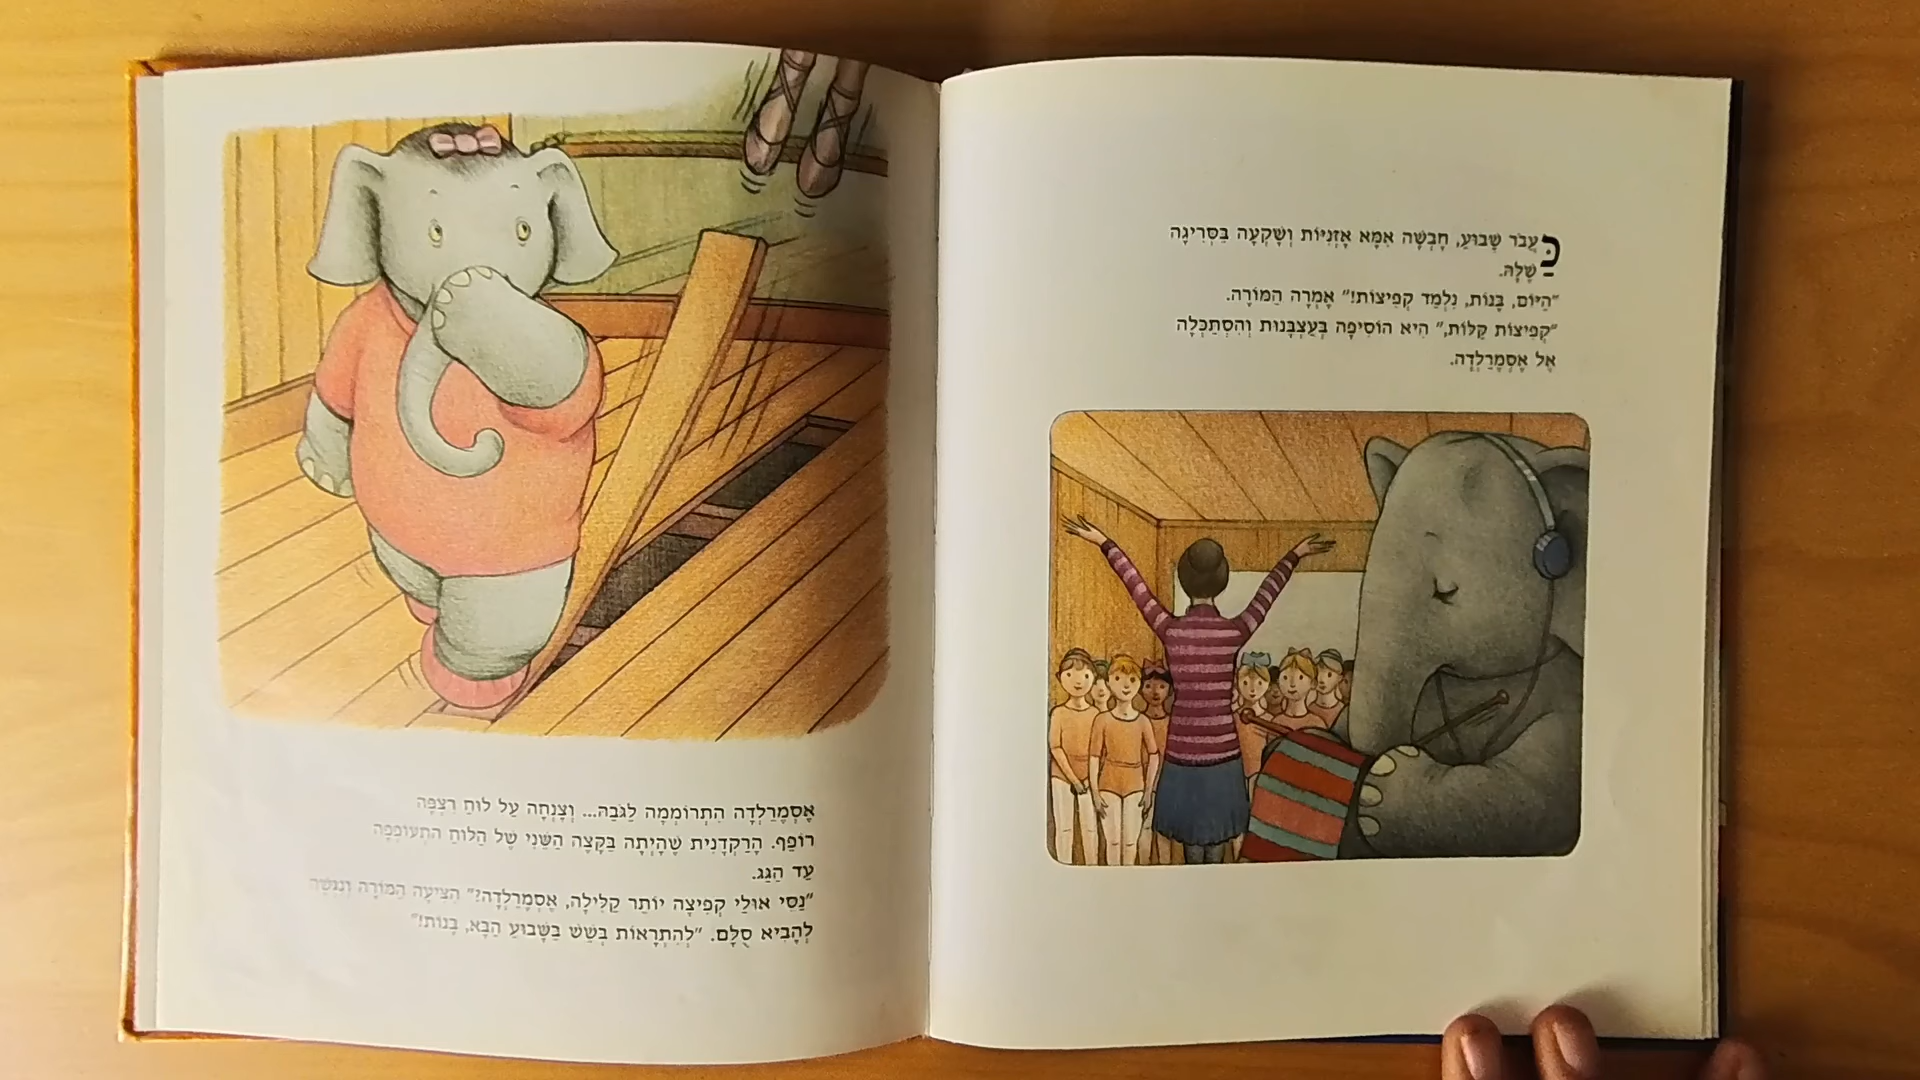 כַּעֲבֹר שָׁבוּעַ, חָבְשָׁה אִמָּא אָזְנִיּוֹת וְשָׁקְעָה בַּסְּרִיגָה
שֶׁלָּהּ.
"הַיּוֹם, בָּנוֹת, נִלְמַד קְפִיצוֹת!" אָמְרָה הַמּוֹרָה.
"קְפִיצוֹת קַלּוֹת," הִיא הוֹסִיפָה בְּעַצְבָּנוּת וְהִסְתַּכְּלָה
אֶל אֶסְמֶרַלְדָה.
אֶסְמֶרַלְדָה הִתְרוֹמְמָה לַגֹּבַהּ... וְצָנְחָה עַל לוּחַ רִצְפָּה
רוֹפֵף. הָרַקְדָנִית שֶׁהָיְתָה בַּקָּצֶה הַשֵּׁנִי שֶׁל הַלּוּחַ הִתְעוֹפְפָה
עַד הַגַּג.
"נַסִּי אוּלַי קְפִיצָה יוֹתֵר קַלִּילָה, אֶסְמֶרַלְדָה?" הִצִּיעָה הַמּוֹרָה וְנִגְּשָׁה
לְהָבִיא סֻלָּם. "לְהִתְרָאוֹת בְּשֵׁשׁ בַּשָּׁבוּעַ הַבָּא, בָּנוֹת!"